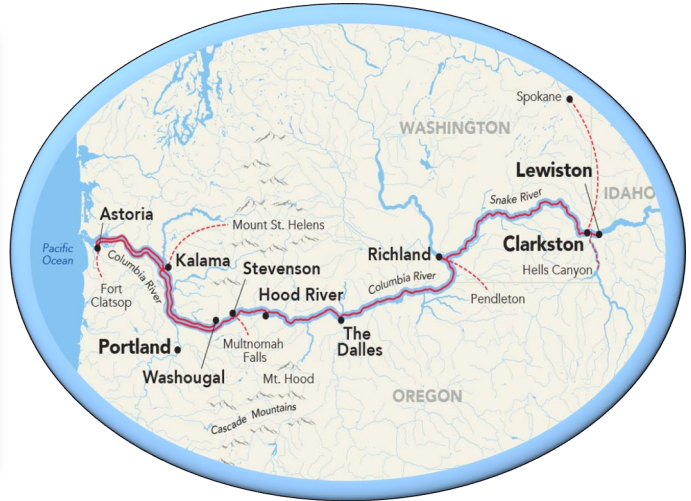 Spokane
WASHINGTON
Lewiston
Snake River
IDAHO
Astoria
Mount St. Helens
Pacific
Ocean
Columbia River
Kalama
Richland
Clarkston
Hells Canyon
Stevenson
Fort
Clatsop
Hood River
Columbia River
Pendleton
Portland
Multnomah
Falls
The
Dalles
Washougal
Mt. Hood
OREGON
Cascade Mountains